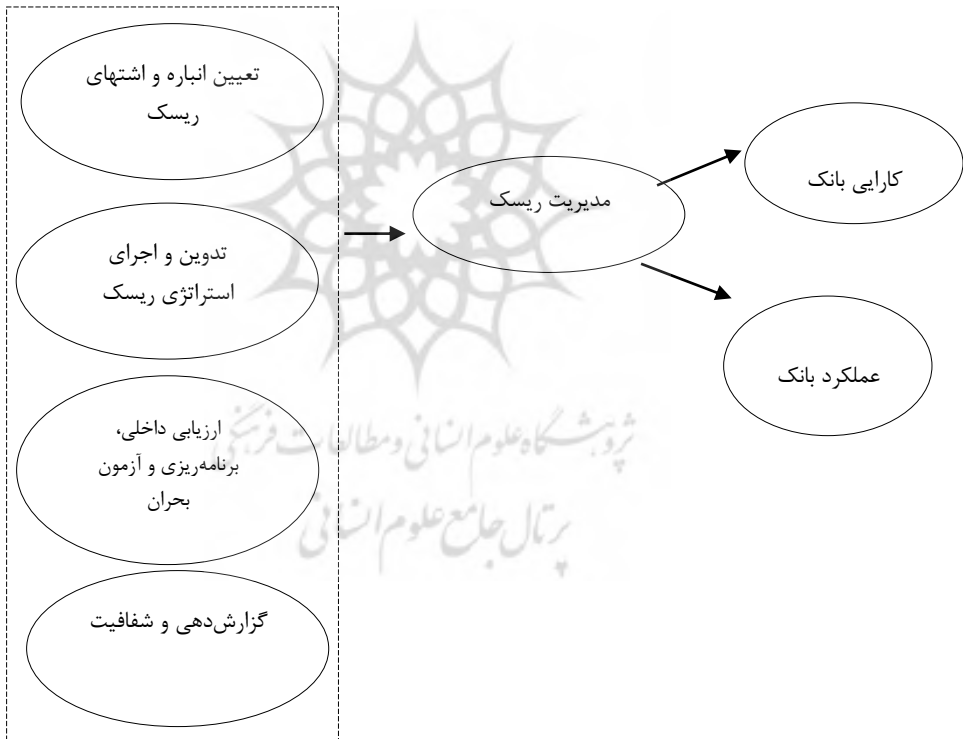 تعیین انباره و اشتهای
ریسک
تدوین و اجرای
استراتژی ریسک
ارزیابی داخلی،
برنامه‌ریزی و آزمون
بحران
گزارش‌دهی و شفافیت
مدیریت ریسک
کارایی بانک
عملکرد بانک
پژوهشگاه علوم انسانی و مطالعات فرهنگی
پرتال جامع علوم انسانی